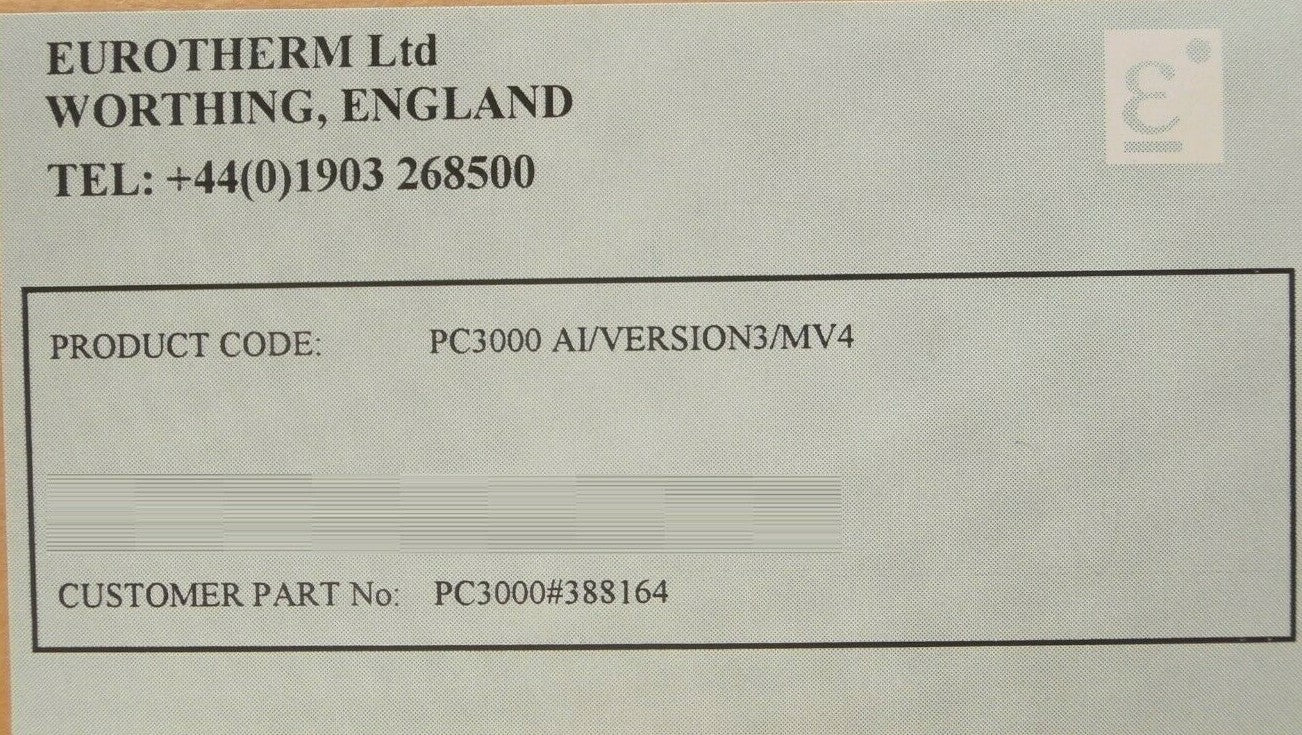 EUROTHERM Ltd
WORTHING, ENGLAND
TEL: +44(0)1903 268500
PRODUCT CODE: PC3000 AI/VERSION3/MV4
CUSTOMER PART No: PC3000#388164